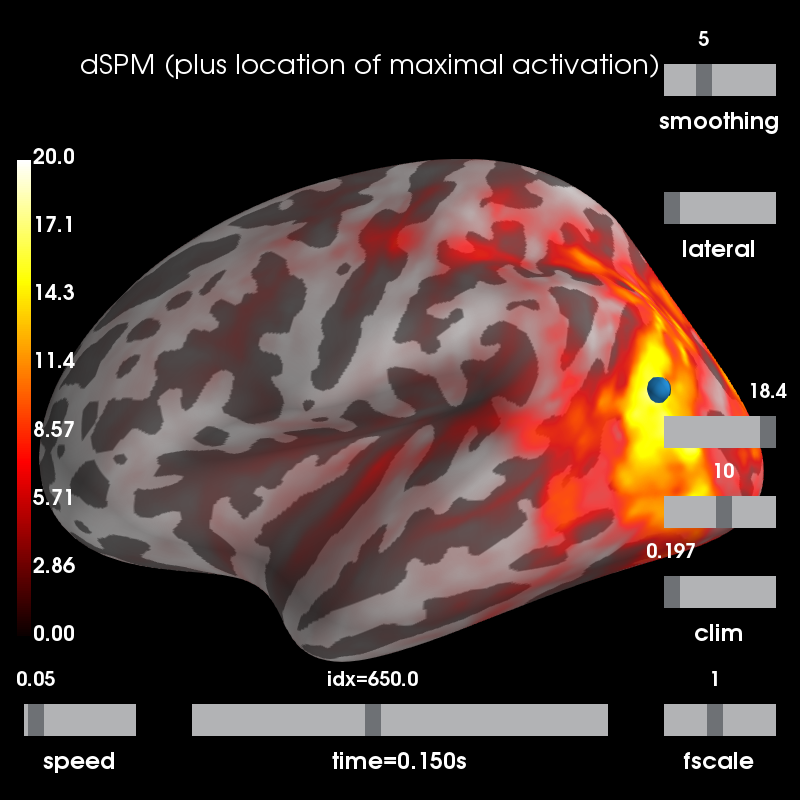 5
dSPM (plus location of maximal activation)
smoothing
20.0
17.1
lateral
14.3
11.4
18.4
8.57
10
5.71
0.197
2.86
0.00
clim
0.05
idx=650.0
1
speed
time=0.150s
fscale